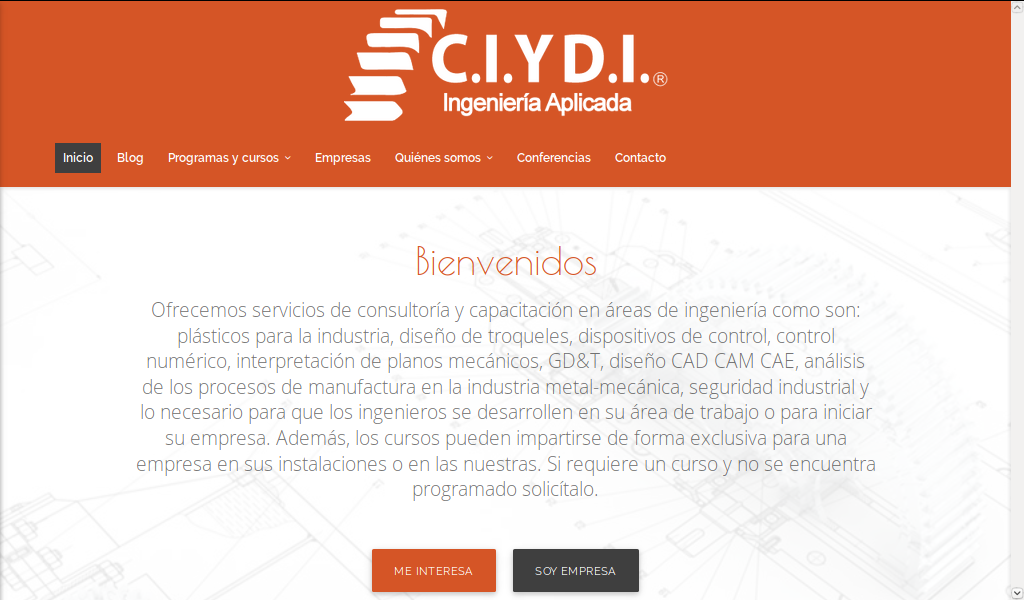 C.I.YD.I.®
Ingeniería Aplicada
Inicio Blog Programas y cursos Empresas Quiénes somos Conferencias Contacto
Bienvenidos
Ofrecemos servicios de consultoría y capacitación en áreas de ingeniería como son:
plásticos para la industria, diseño de troqueles, dispositivos de control, control
numérico, interpretación de planos mecánicos, GD&T, diseño CAD CAM CAE, análisis
de los procesos de manufactura en la industria metal-mecánica, seguridad industrial y
lo necesario para que los ingenieros se desarrollen en su área de trabajo o para iniciar
su empresa. Además, los cursos pueden impartirse de forma exclusiva para una
empresa en sus instalaciones o en las nuestras. Si requiere un curso y no se encuentra
programado solicítalo.
ME INTERESA SOY EMPRESA